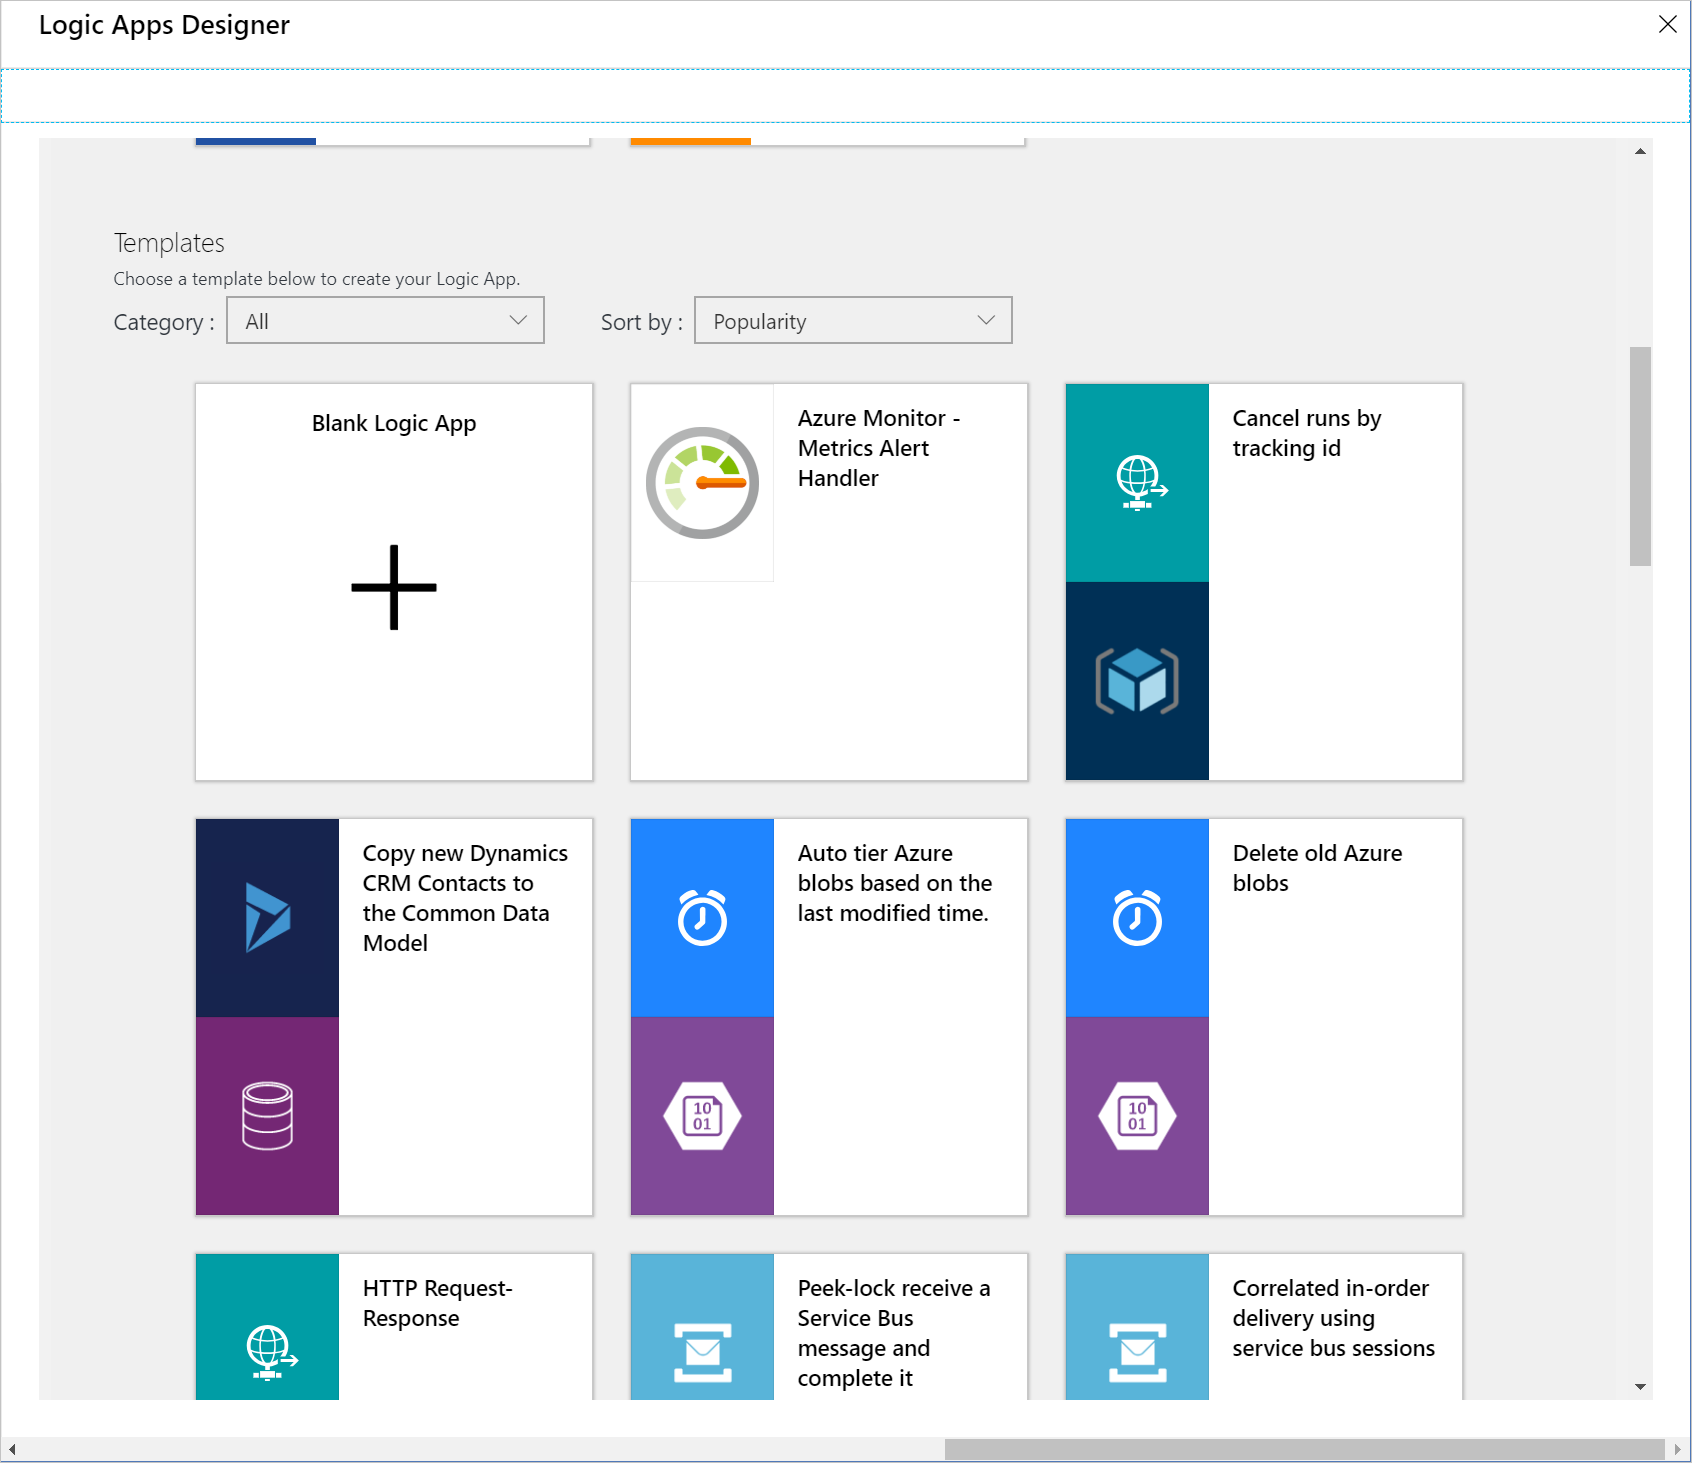 Logic Apps Designer
Templates
Choose a template below to create your Logic App.
Category : All Sort by : Popularity
Blank Logic App
Azure Monitor -
Metrics Alert
Handler
Cancel runs by
tracking id
Copy new Dynamics
CRM Contacts to
the Common Data
Model
Auto tier Azure
blobs based on the
last modified time.
Delete old Azure
blobs
10
01
10
01
HTTP Request-
Response
Peek-lock receive a
Service Bus
message and
complete it
Correlated in-order
delivery using
service bus sessions